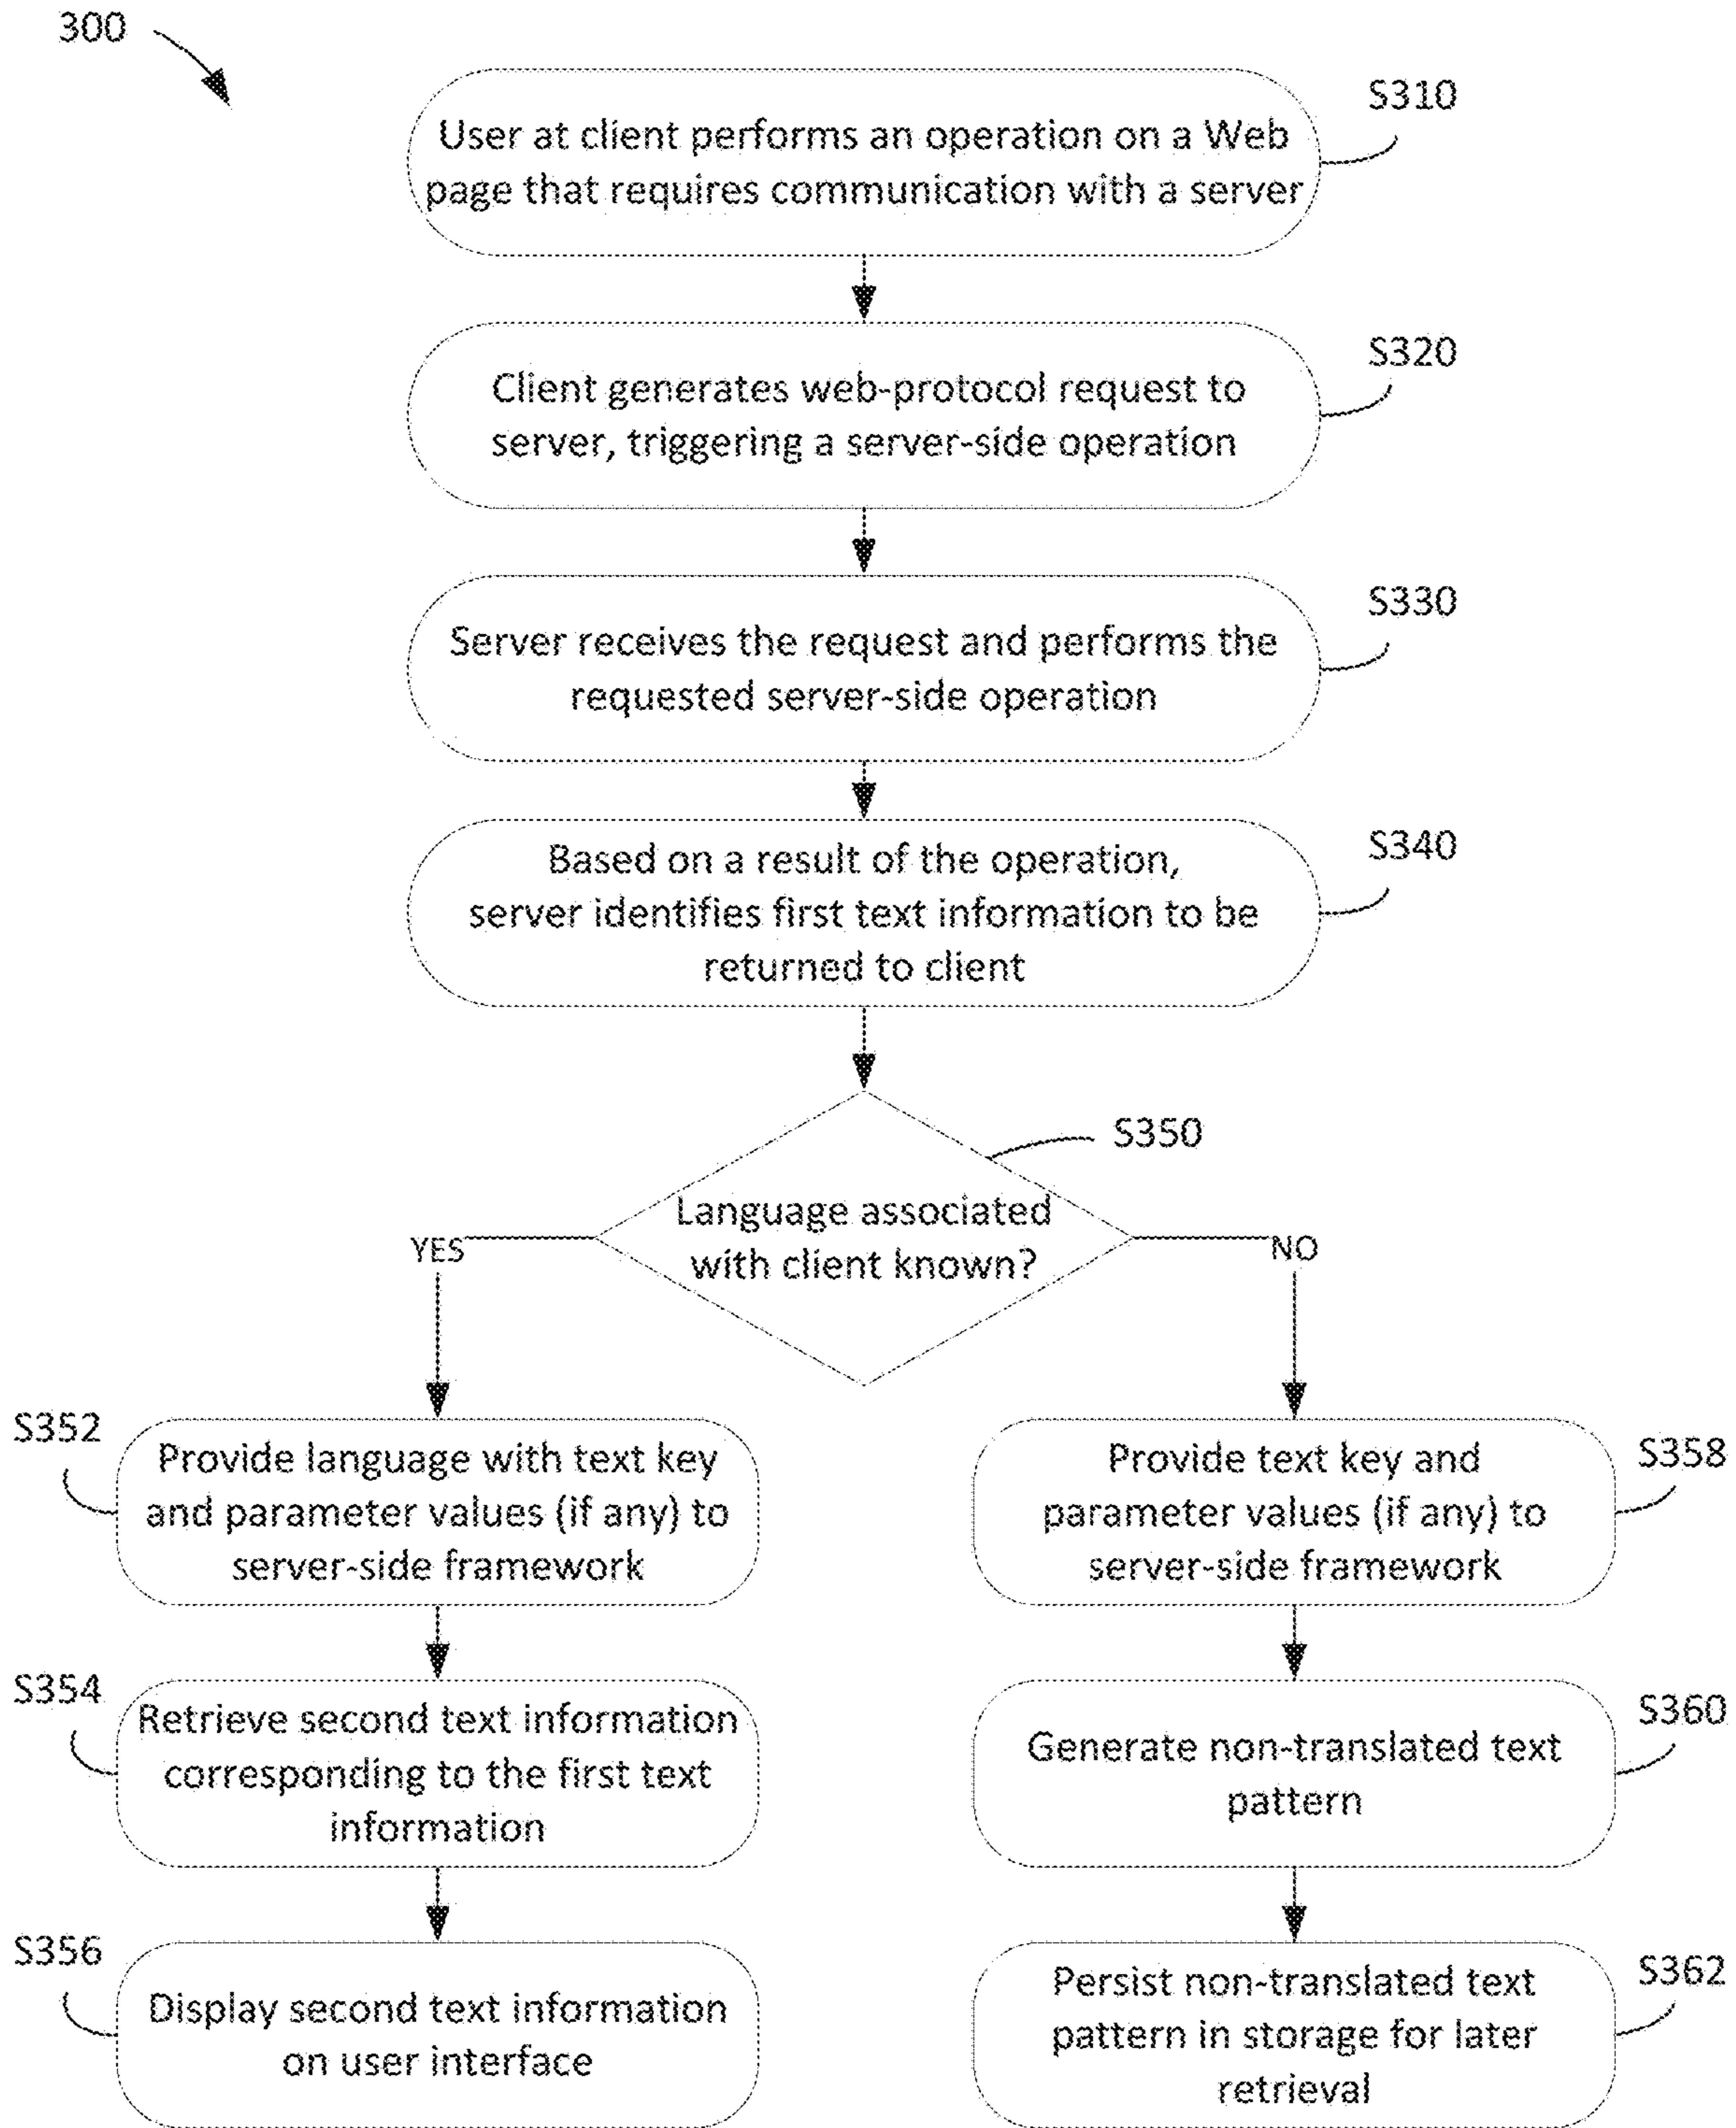 300
S310
User at client performs an operation on a Web
page that requires communication with a server
S320
Client generates web-protocol request to
server, triggering a server-side operation
S330
Server receives the request and performs the
requested server-side operation
S340
Based on a result of the operation,
server identifies first text information to be
returned to client
S350
Language associated
with client known?
YES
NO
S352
Provide language with text key
and parameter values (if any) to
server-side framework
S358
Provide text key and
parameter values (if any) to
server-side framework
S354
Retrieve second text information
corresponding to the first text
information
S360
Generate non-translated text
pattern
S356
Display second text information
on user interface
S362
Persist non-translated text
pattern in storage for later
retrieval